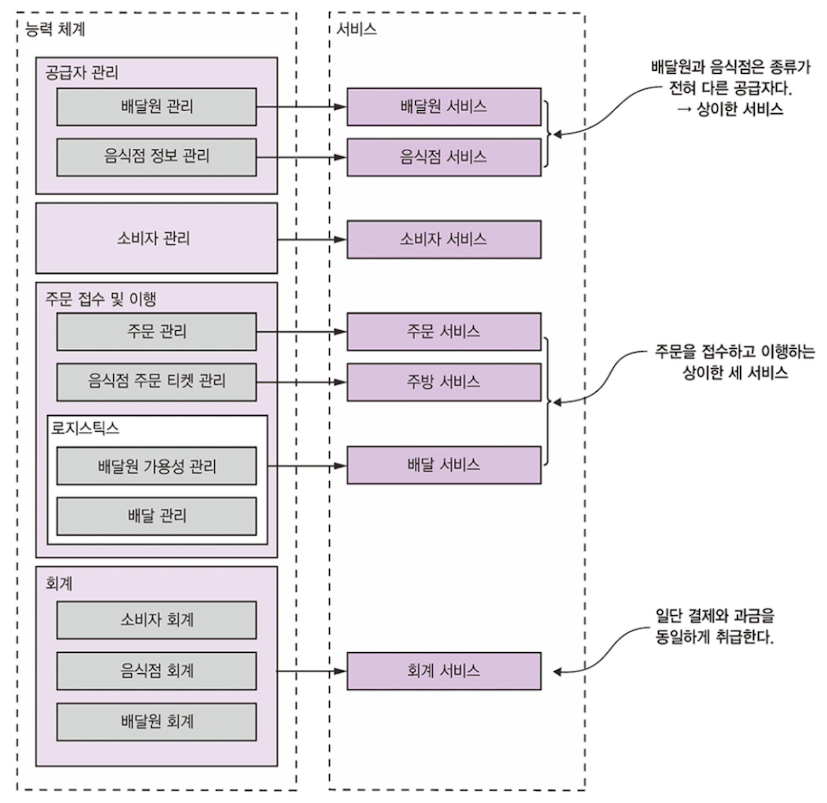 능력 체계
서비스
공급자 관리
배달원 관리
배달원 서비스
음식점 정보 관리
음식점 서비스
배달원과 음식점은 종류가
전혀 다른 공급자다.
→ 상이한 서비스
소비자 관리
소비자 서비스
주문 접수 및 이행
주문 관리
주문 서비스
음식점 주문 티켓 관리
주방 서비스
로지스틱스
배달원 가용성 관리
배달 서비스
배달 관리
주문을 접수하고 이행하는
상이한 세 서비스
회계
소비자 회계
음식점 회계
회계 서비스
배달원 회계
일단 결제와 과금을
동일하게 취급한다.